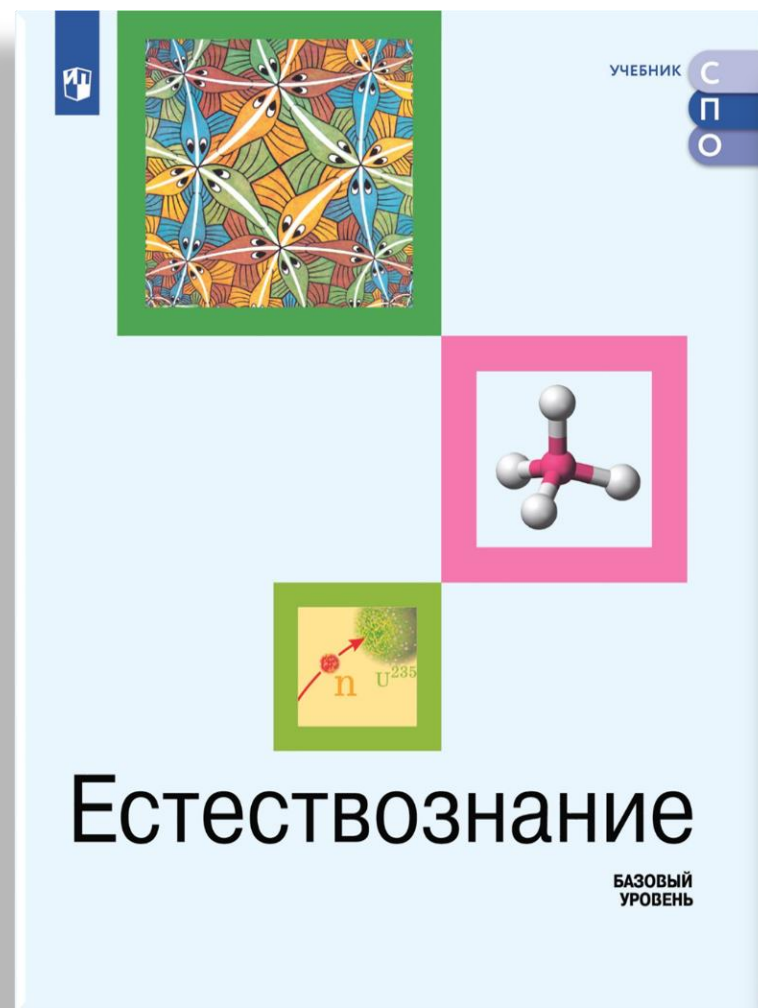 УЧЕБНИК
С
П
О
n U²³⁵
Естествознание
БАЗОВЫЙ
УРОВЕНЬ